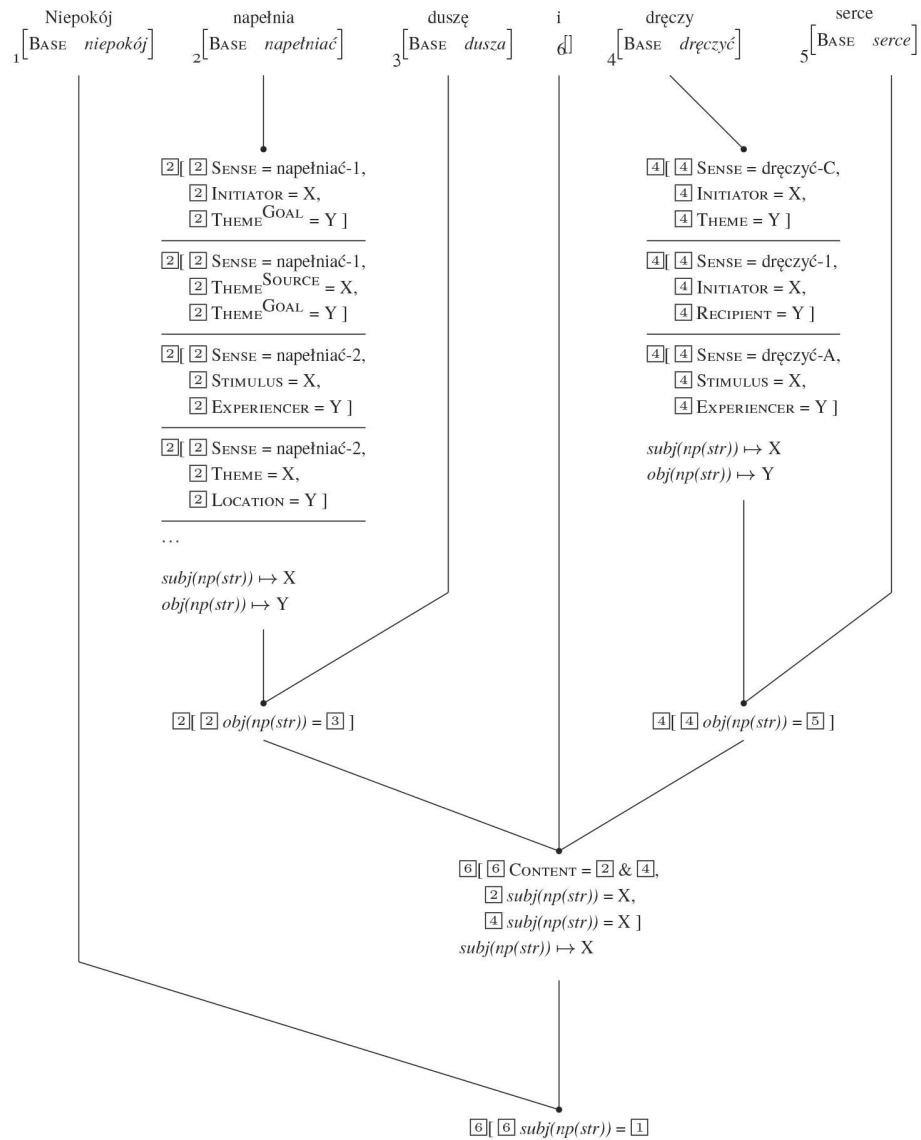 Niepokój napełnia duszę i dręczy serce
1[BASE niepokój] 2[BASE napełniać] 3[BASE dusza] 6[] 4[BASE dręczyć] 5[BASE serce]
2[ 2 SENSE = napełniać-1,
2 INITIATOR = X,
2 THEME^GOAL = Y ]
2[ 2 SENSE = napełniać-1,
2 THEME^SOURCE = X,
2 THEME^GOAL = Y ]
2[ 2 SENSE = napełniać-2,
2 STIMULUS = X,
2 EXPERIENCER = Y ]
2[ 2 SENSE = napełniać-2,
2 THEME = X,
2 LOCATION = Y ]
...
subj(np(str)) ↦ X
obj(np(str)) ↦ Y
4[ 4 SENSE = dręczyć-C,
4 INITIATOR = X,
4 THEME = Y ]
4[ 4 SENSE = dręczyć-1,
4 INITIATOR = X,
4 RECIPIENT = Y ]
4[ 4 SENSE = dręczyć-A,
4 STIMULUS = X,
4 EXPERIENCER = Y ]
subj(np(str)) ↦ X
obj(np(str)) ↦ Y
2[ 2 obj(np(str)) = 3 ]
4[ 4 obj(np(str)) = 5 ]
6[ 6 CONTENT = 2 & 4,
2 subj(np(str)) = X,
4 subj(np(str)) = X ]
subj(np(str)) ↦ X
6[ 6 subj(np(str)) = 1